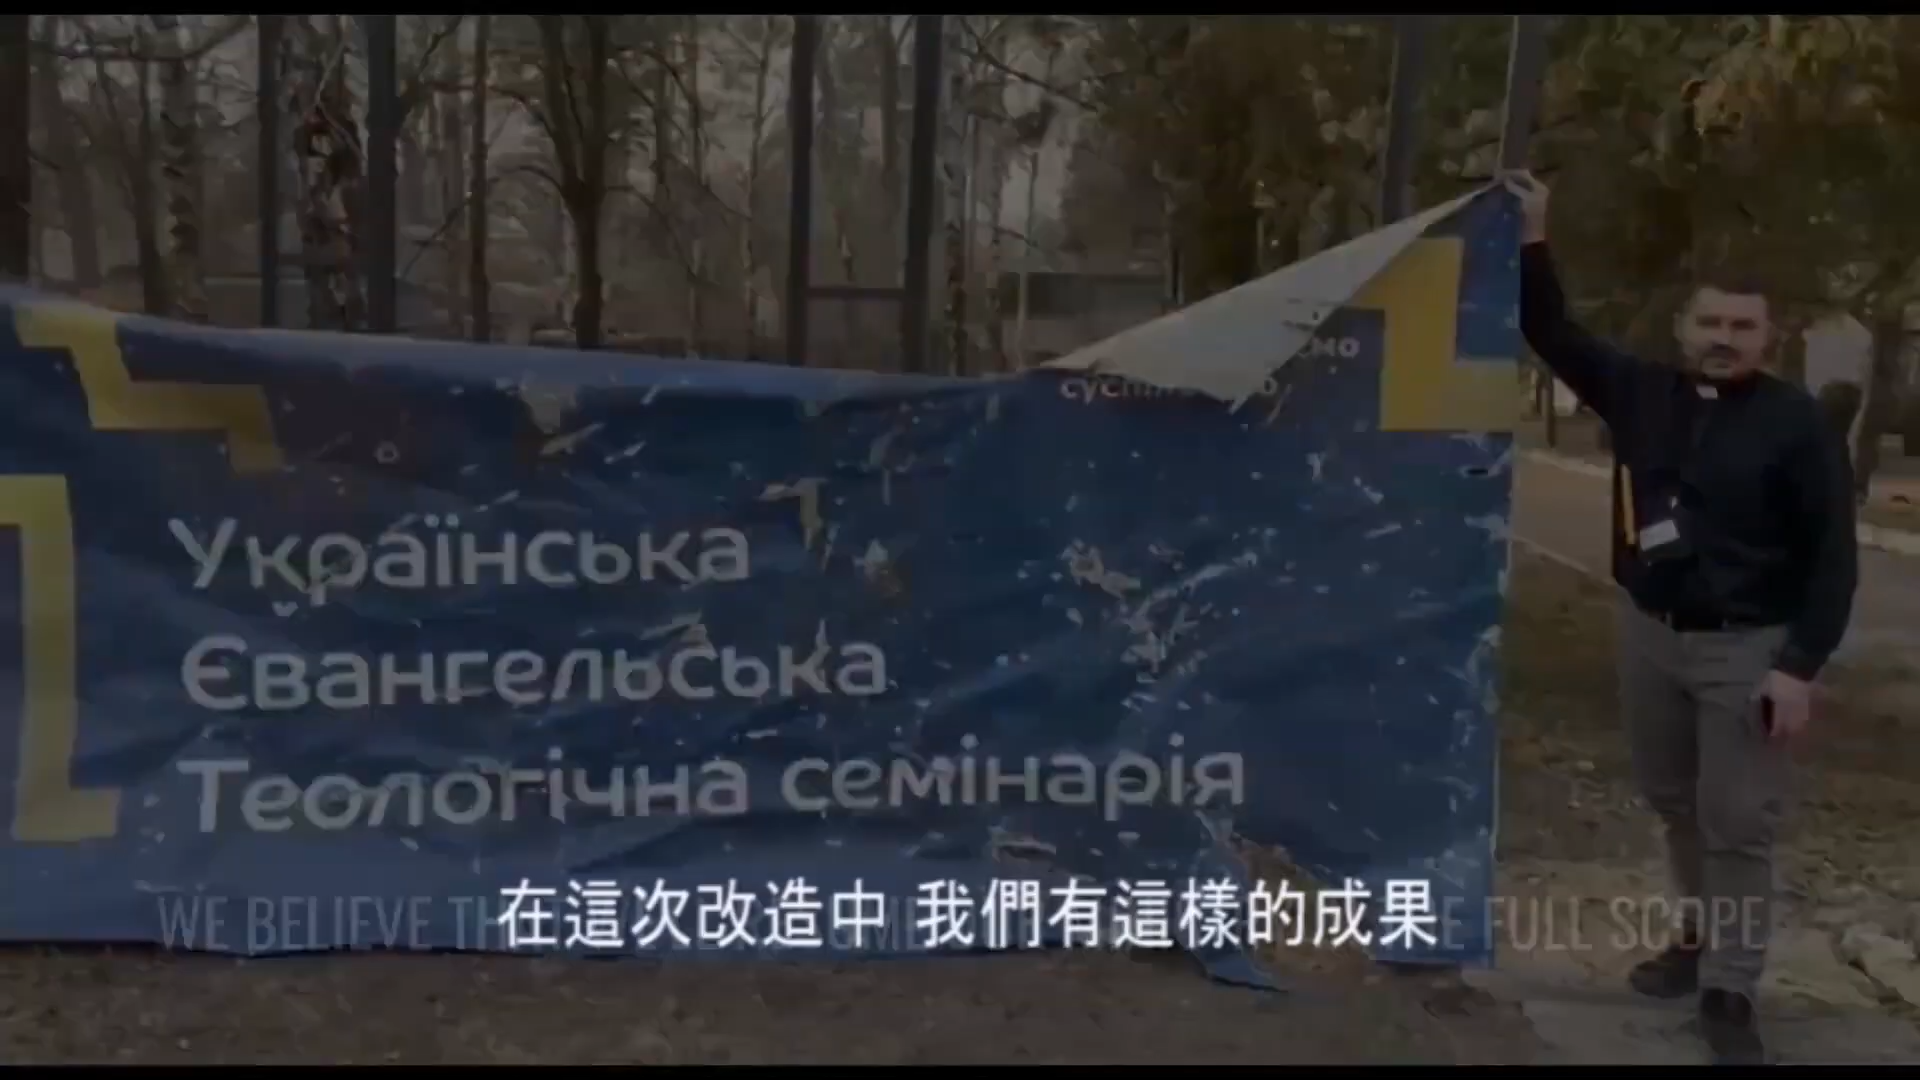 Українська
Євангельська
Теологічна семінарія
WE BELIEVE
FULL SCOPE
在這次改造中 我們有這樣的成果